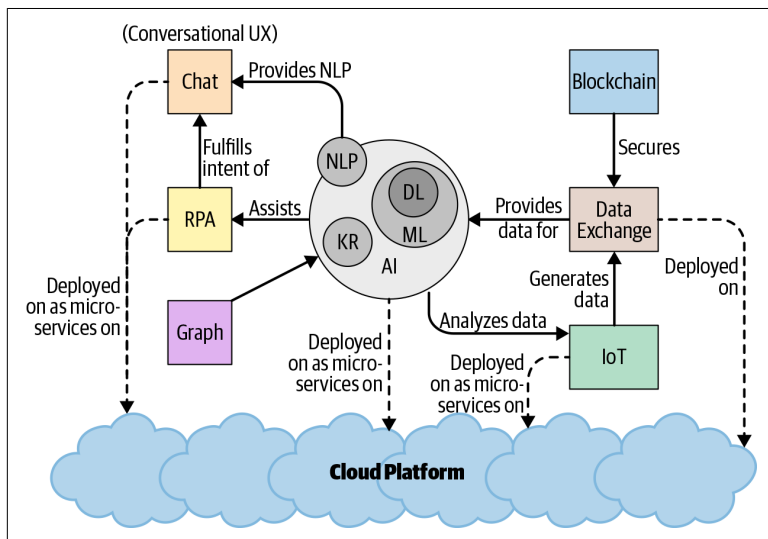 (Conversational UX)
Chat
Provides NLP
Blockchain
Fulfills
intent of
NLP
DL
Secures
RPA
Assists
KR
ML
AI
Provides
data for
Data
Exchange
Deployed
on as micro-
services on
Graph
Deployed
on as micro-
services on
Analyzes data
Generates
data
Deployed
on
IoT
Deployed
on as micro-
services on
Cloud Platform